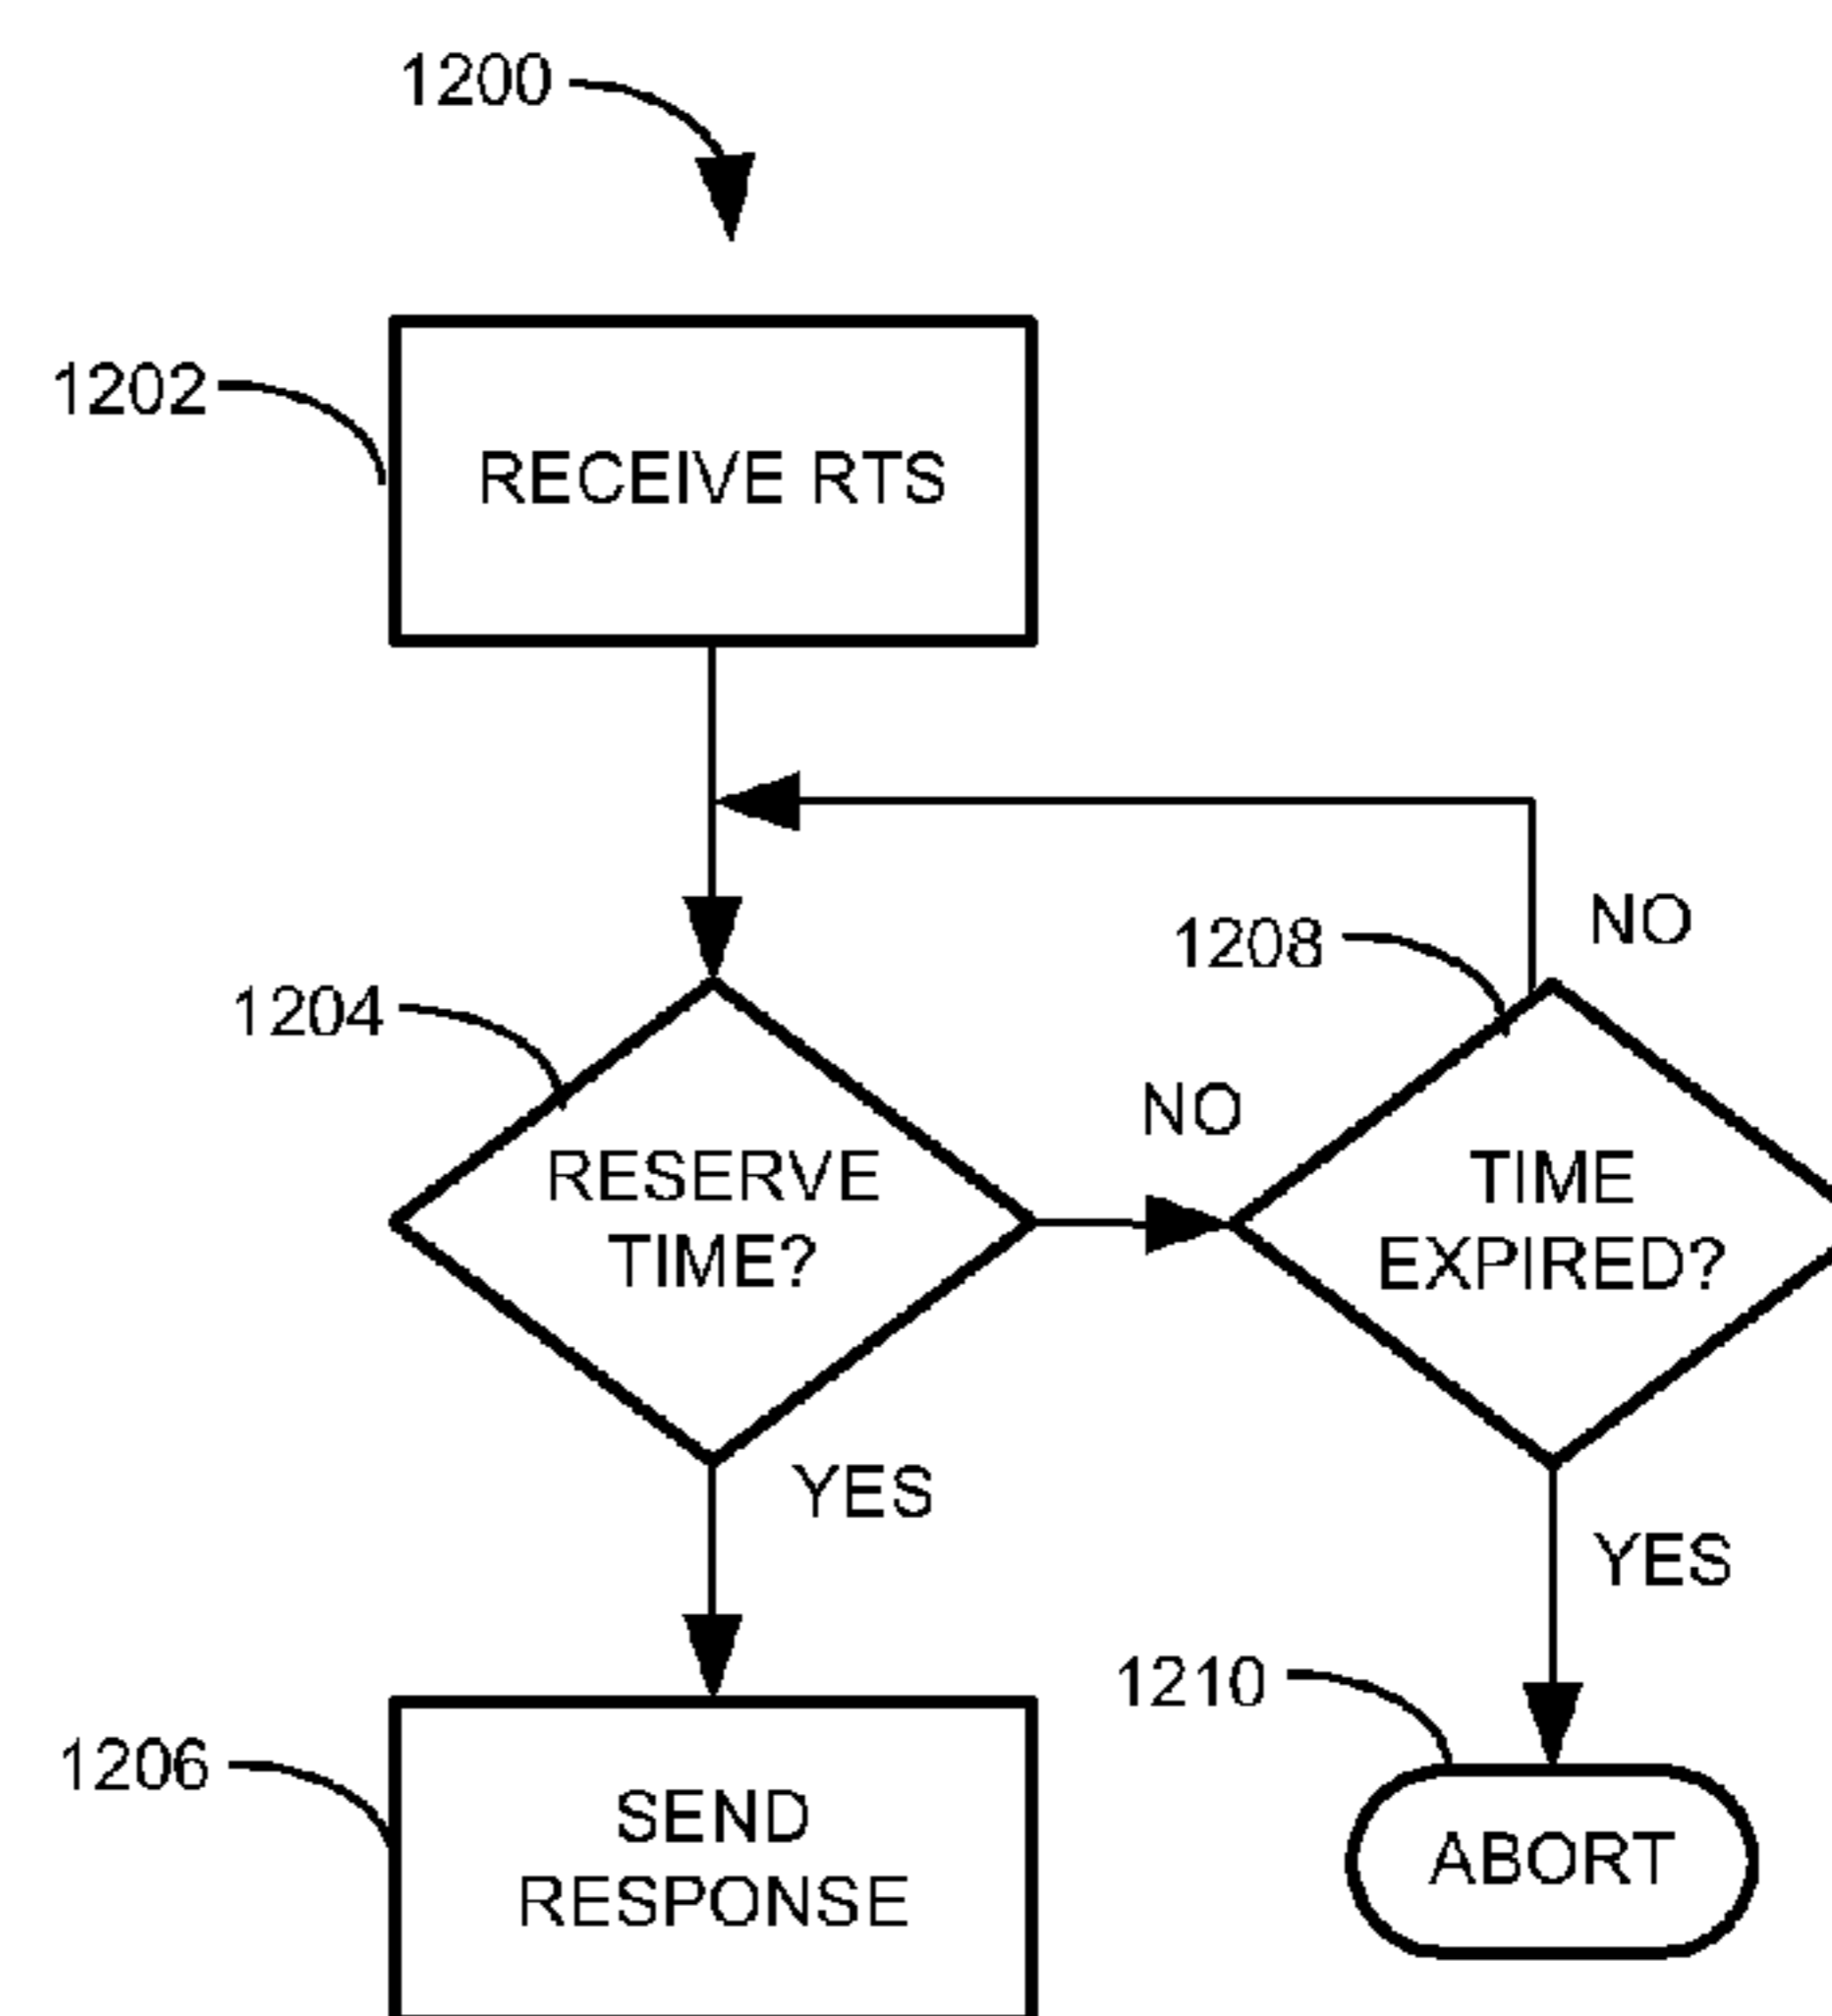 1200
1202
RECEIVE RTS
NO
1208
1204
NO
RESERVE
TIME?
TIME
EXPIRED?
YES
YES
1210
1206
SEND
RESPONSE
ABORT